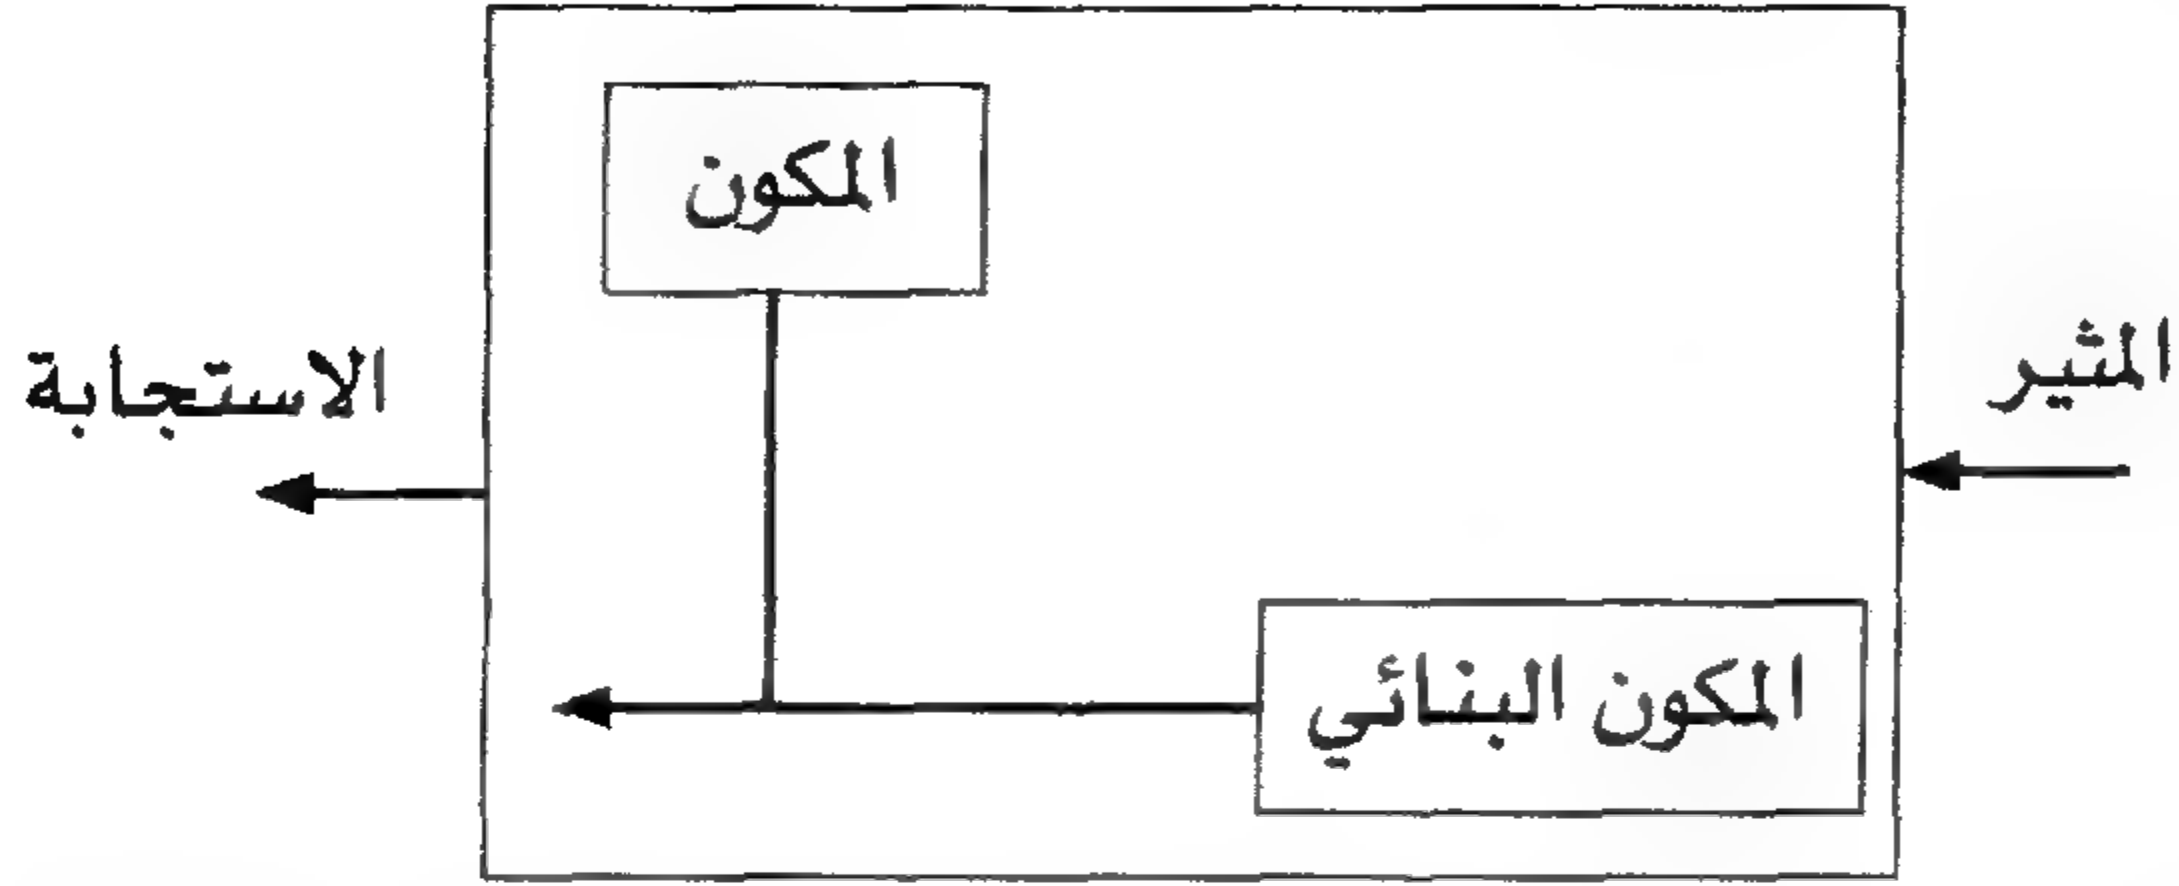 المكون
المثير
الاستجابة
المكون البنائي